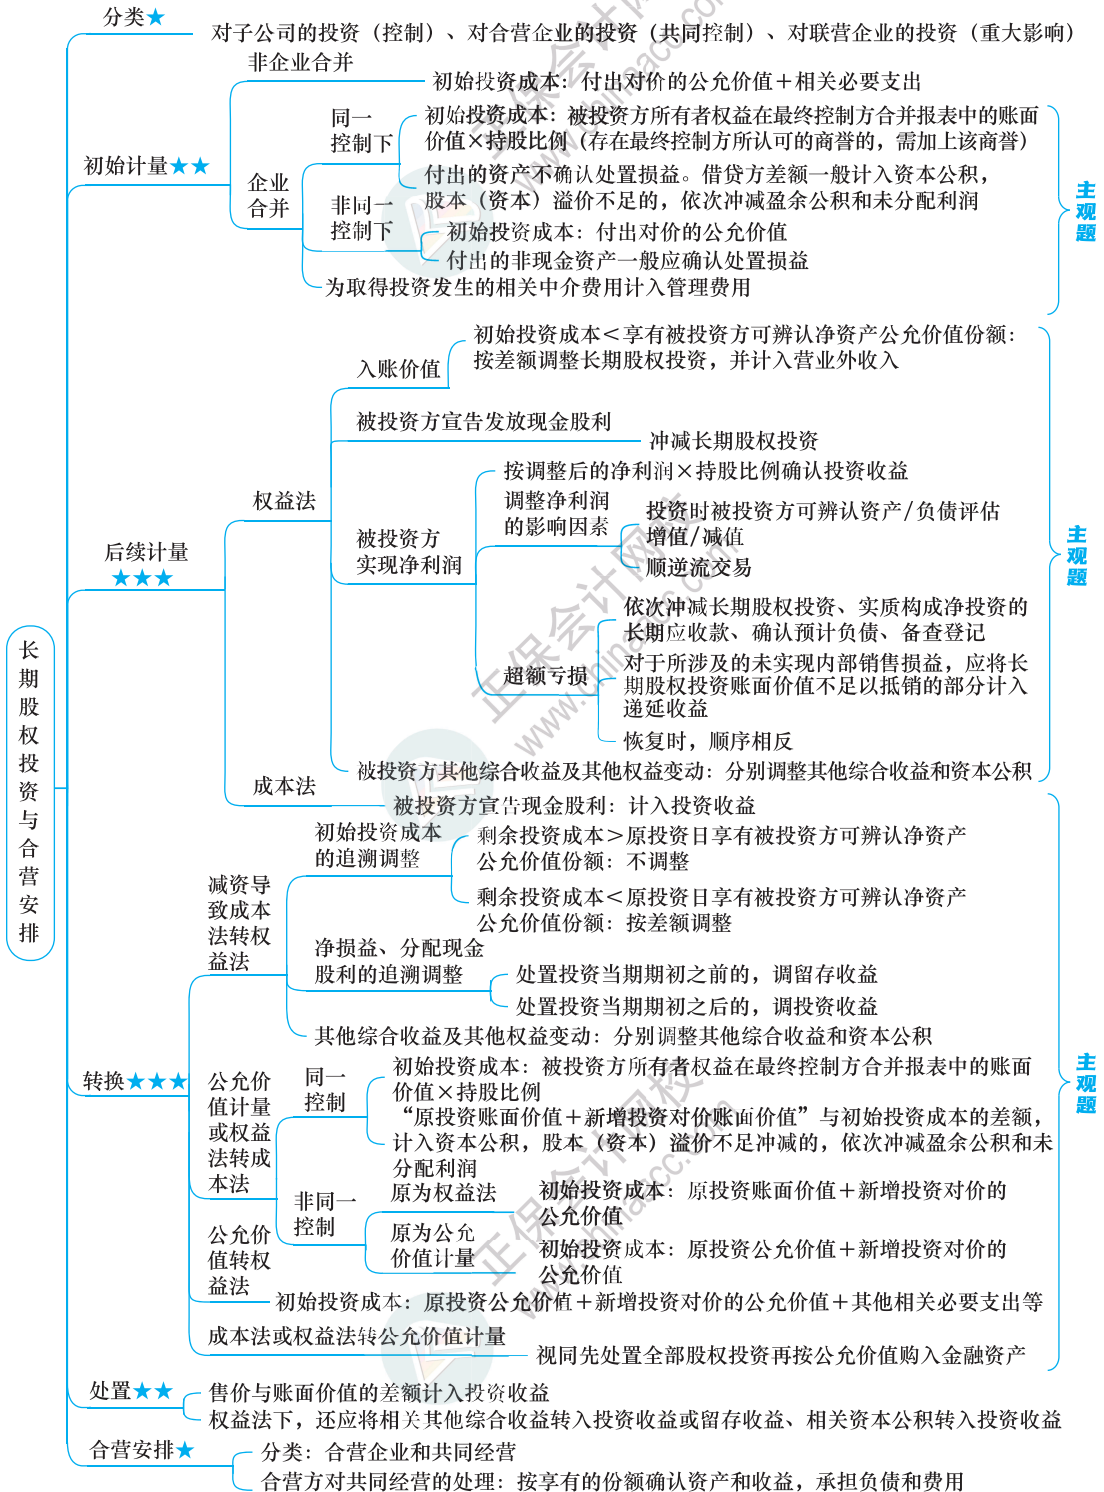 长期股权投资与合营安排
分类★
对子公司的投资（控制）、对合营企业的投资（共同控制）、对联营企业的投资（重大影响）
初始计量★★
非企业合并
初始投资成本：付出对价的公允价值＋相关必要支出
企业
合并
同一
控制下
初始投资成本：被投资方所有者权益在最终控制方合并报表中的账面
价值×持股比例（存在最终控制方所认可的商誉的，需加上该商誉）
付出的资产不确认处置损益。借贷方差额一般计入资本公积，
股本（资本）溢价不足的，依次冲减盈余公积和未分配利润
非同一
控制下
初始投资成本：付出对价的公允价值
付出的非现金资产一般应确认处置损益
为取得投资发生的相关中介费用计入管理费用
主观题
后续计量
★★★
权益法
入账价值
初始投资成本＜享有被投资方可辨认净资产公允价值份额：
按差额调整长期股权投资，并计入营业外收入
被投资方宣告发放现金股利
冲减长期股权投资
被投资方
实现净利润
按调整后的净利润×持股比例确认投资收益
调整净利润
的影响因素
投资时被投资方可辨认资产/负债评估
增值/减值
顺逆流交易
超额亏损
依次冲减长期股权投资、实质构成净投资的
长期应收款、确认预计负债、备查登记
对于所涉及的未实现内部销售损益，应将长
期股权投资账面价值不足以抵销的部分计入
递延收益
恢复时，顺序相反
被投资方其他综合收益及其他权益变动：分别调整其他综合收益和资本公积
主观题
成本法
被投资方宣告现金股利：计入投资收益
转换★★★
减资导
致成本
法转权
益法
初始投资成本
的追溯调整
剩余投资成本＞原投资日享有被投资方可辨认净资产
公允价值份额：不调整
剩余投资成本＜原投资日享有被投资方可辨认净资产
公允价值份额：按差额调整
净损益、分配现金
股利的追溯调整
处置投资当期期初之前的，调留存收益
处置投资当期期初之后的，调投资收益
其他综合收益及其他权益变动：分别调整其他综合收益和资本公积
公允价
值计量
或权益
法转成
本法
同一
控制
初始投资成本：被投资方所有者权益在最终控制方合并报表中的账面
价值×持股比例
“原投资账面价值＋新增投资对价账面价值”与初始投资成本的差额，
计入资本公积，股本（资本）溢价不足冲减的，依次冲减盈余公积和未
分配利润
非同一
控制
原为权益法
初始投资成本：原投资账面价值＋新增投资对价的
公允价值
原为公允
价值计量
初始投资成本：原投资公允价值＋新增投资对价的
公允价值
公允价
值转权
益法
初始投资成本：原投资公允价值＋新增投资对价的公允价值＋其他相关必要支出等
成本法或权益法转公允价值计量
视同先处置全部股权投资再按公允价值购入金融资产
主观题
处置★★
售价与账面价值的差额计入投资收益
权益法下，还应将相关其他综合收益转入投资收益或留存收益、相关资本公积转入投资收益
合营安排★
分类：合营企业和共同经营
合营方对共同经营的处理：按享有的份额确认资产和收益，承担负债和费用
正保会计网校
www.chinaacc.com
正保会计网校
www.chinaacc.com
正保会计网校
www.chinaacc.com